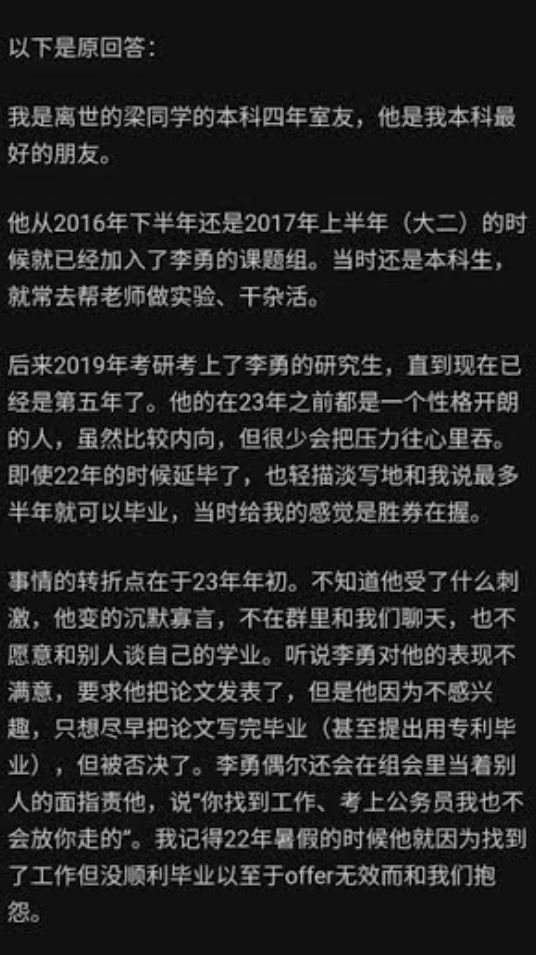 以下是原回答：
我是离世的梁同学的本科四年室友，他是我本科最
好的朋友。
他从2016年下半年还是2017年上半年（大二）的时
候就已经加入了李勇的课题组。当时还是本科生，
就常去帮老师做实验、干杂活。
后来2019年考研考上了李勇的研究生，直到现在已
经是第五年了。他的在23年之前都是一个性格开朗
的人，虽然比较内向，但很少会把压力往心里吞。
即使22年的时候延毕了，也轻描淡写地和我说最多
半年就可以毕业，当时给我的感觉是胜券在握。
事情的转折点在于23年年初。不知道他受了什么刺
激，他变的沉默寡言，不在群里和我们聊天，也不
愿意和别人谈自己的学业。听说李勇对他的表现不
满意，要求他把论文发表了，但是他因为不感兴
趣，只想尽早把论文写完毕业（甚至提出用专利毕
业），但被否决了。李勇偶尔还会在组会里当着别
人的面指责他，说“你找到工作、考上公务员我也不
会放你走的”。我记得22年暑假的时候他就因为找到
了工作但没顺利毕业以至于offer无效而和我们抱
怨。